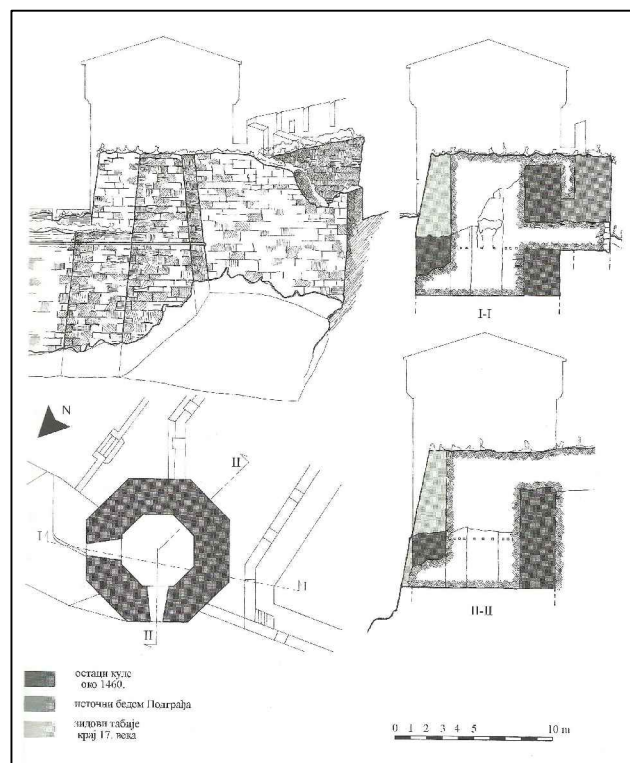 I-I
N
II
I
I
II
II-II
остаци куле
око 1460.
источни бедем Подграђа
зидови табије
крај 17. века
0 1 2 3 4 5 10 m